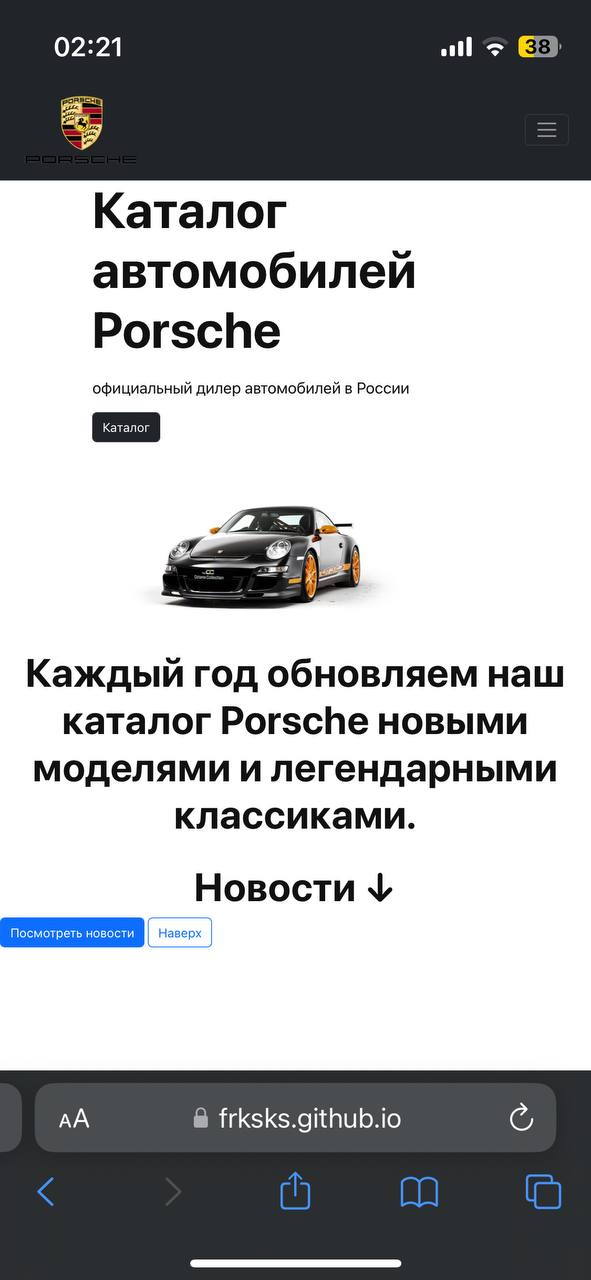 02:21
38
PORSCHE
PORSCHE
Каталог
автомобилей
Porsche
официальный дилер автомобилей в России
Каталог
Каждый год обновляем наш
каталог Porsche новыми
моделями и легендарными
классиками.
Новости ↓
Посмотреть новости
Наверх
AA
frksks.github.io